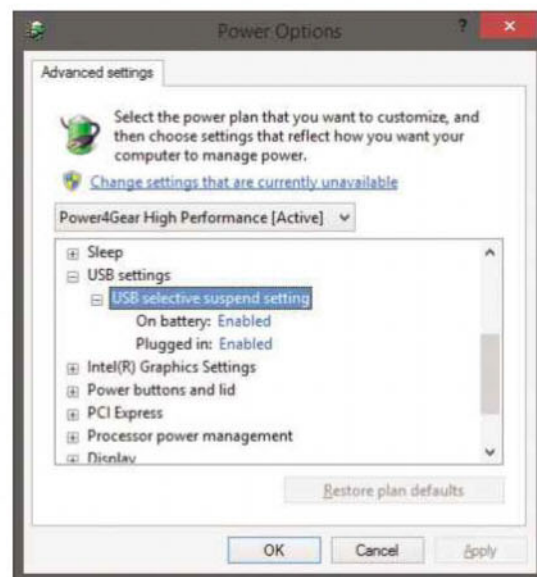 Power Options
?
×
Advanced settings
Select the power plan that you want to customize, and
then choose settings that reflect how you want your
computer to manage power.
Change settings that are currently unavailable
Power4Gear High Performance [Active]
Sleep
USB settings
USB selective suspend setting
On battery: Enabled
Plugged in: Enabled
Intel(R) Graphics Settings
Power buttons and lid
PCI Express
Processor power management
Display
Restore plan defaults
OK
Cancel
Apply